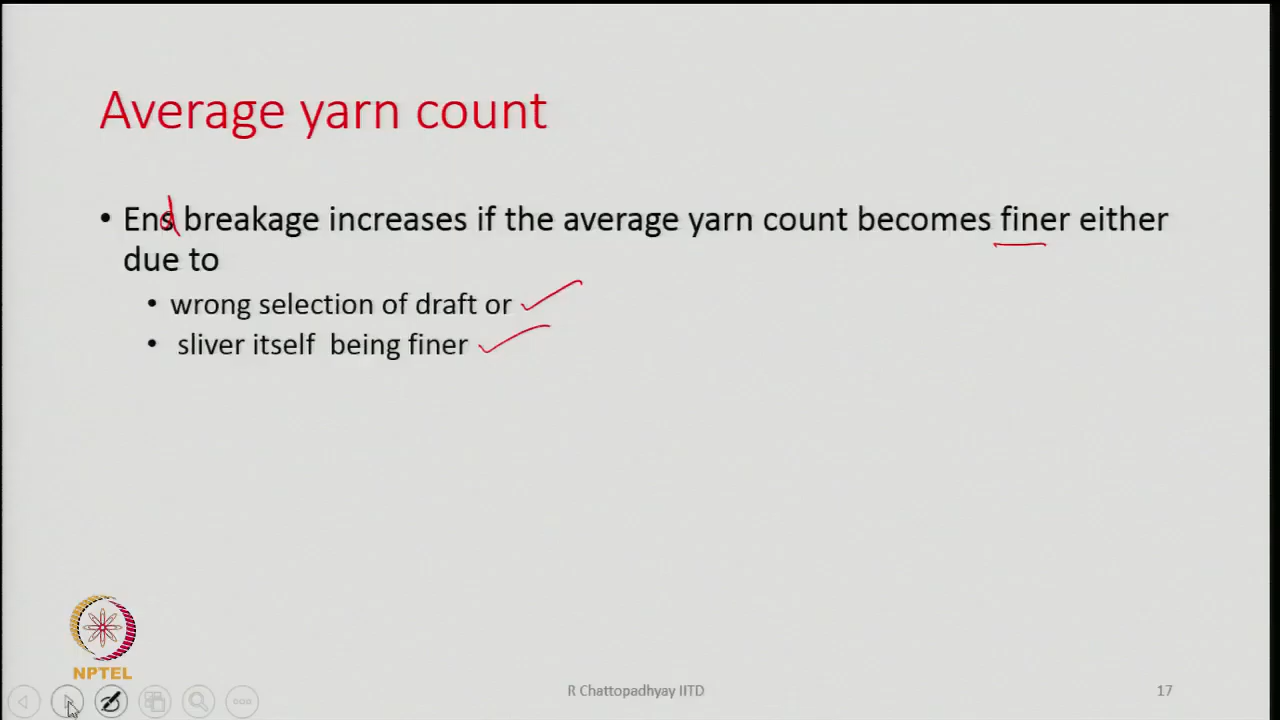 Average yarn count
• End breakage increases if the average yarn count becomes finer either
due to
• wrong selection of draft or
• sliver itself being finer
NPTEL
R Chattopadhyay IITD
17